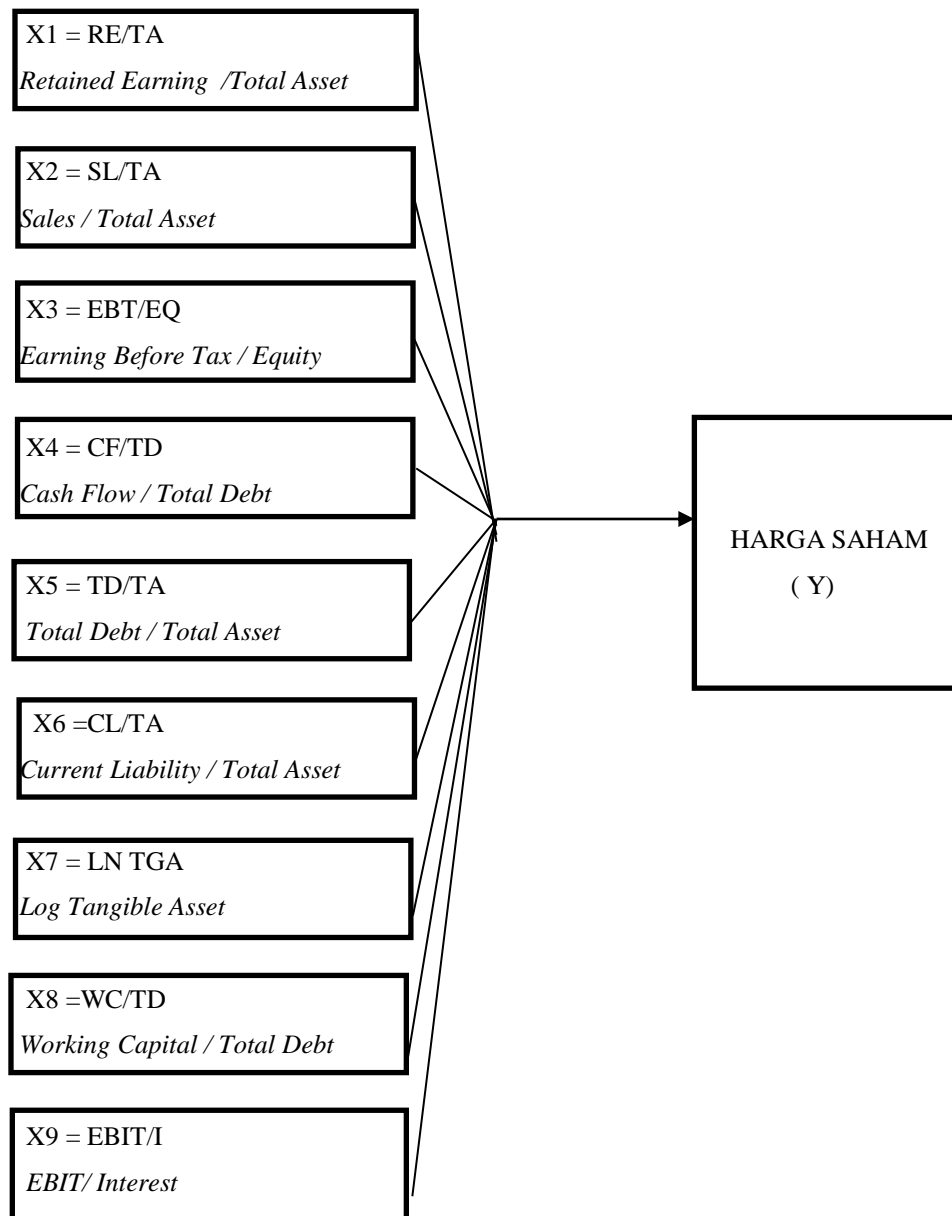 X1 = RE/TA
Retained Earning /Total Asset
X2 = SL/TA
Sales / Total Asset
X3 = EBT/EQ
Earning Before Tax / Equity
X4 = CF/TD
Cash Flow / Total Debt
X5 = TD/TA
Total Debt / Total Asset
X6 =CL/TA
Current Liability / Total Asset
X7 = LN TGA
Log Tangible Asset
X8 =WC/TD
Working Capital / Total Debt
X9 = EBIT/I
EBIT/ Interest
HARGA SAHAM
( Y)